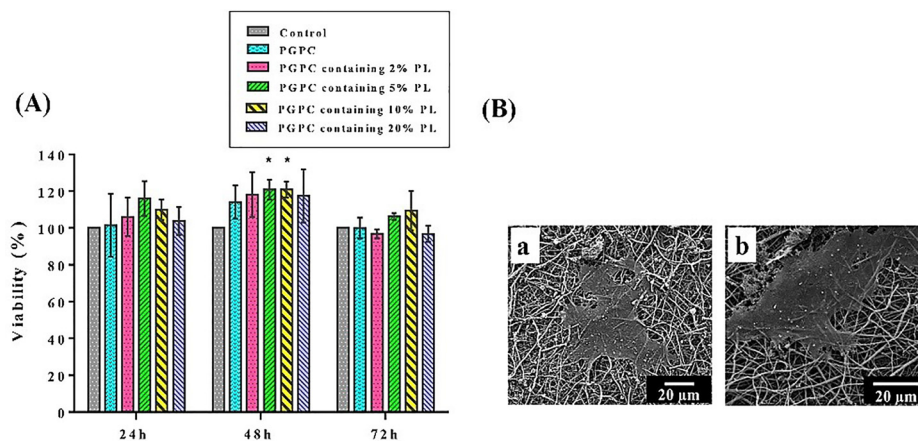 Control
PGPC
PGPC containing 2% PL
PGPC containing 5% PL
PGPC containing 10% PL
PGPC containing 20% PL
(A)
(B)
140
120
100
80
60
40
20
0
Viability (%)
* *
24h
48h
72h
a
b
20 µm
20 µm